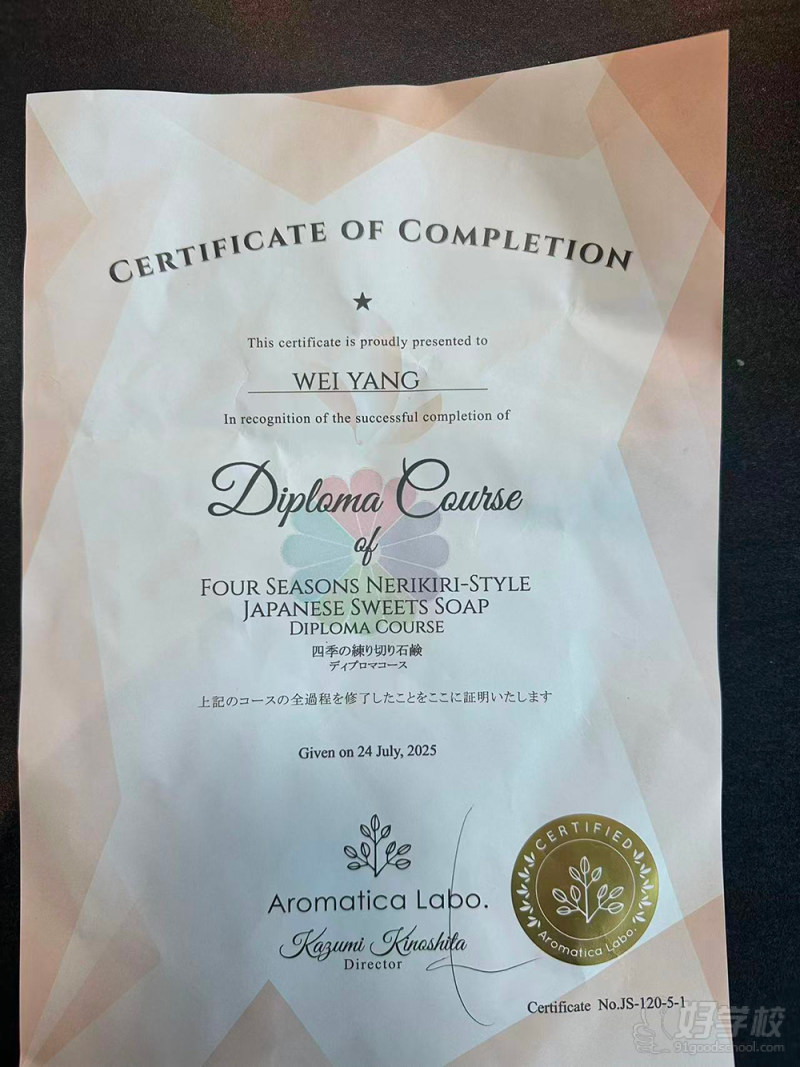 CERTIFICATE OF COMPLETION
This certificate is proudly presented to
WEI YANG
In recognition of the successful completion of
Diploma Course
of
FOUR SEASONS NERIKIRI-STYLE
JAPANESE SWEETS SOAP
DIPLOMA COURSE
四季の練り切り石鹸
ディプロマコース
上記のコースの全過程を修了したことをここに証明いたします
Given on 24 July, 2025
Aromatica Labo.
Kazumi Kinoshita
Director
CERTIFIED
Aromatica Labo.
Certificate No.JS-120-5-1
好学校
91goodschool.com